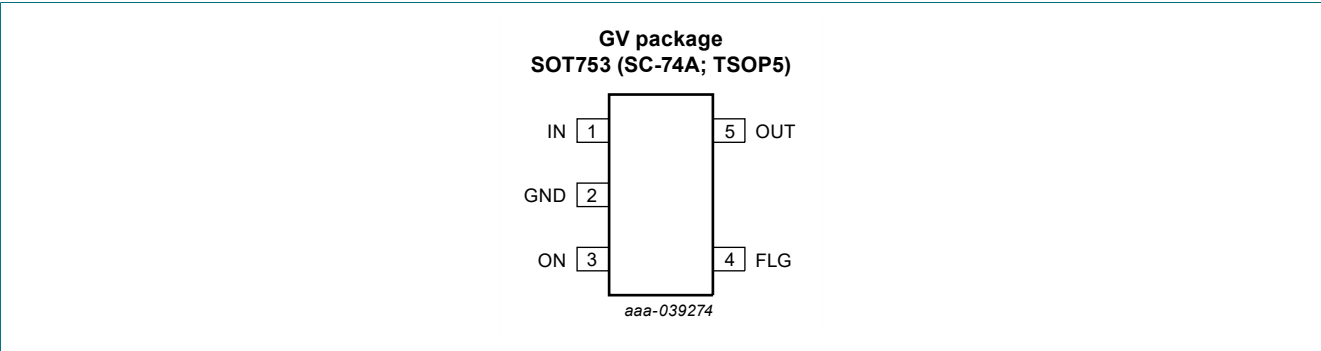 GV package
SOT753 (SC-74A; TSOP5)
IN 1 5 OUT
GND 2
ON 3 4 FLG
aaa-039274